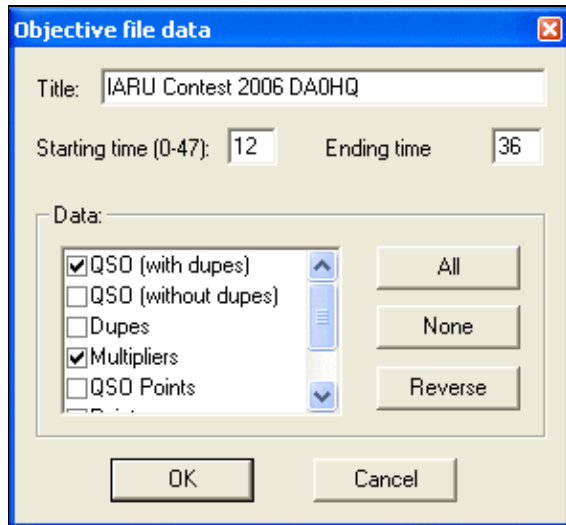 Objective file data
Title: IARU Contest 2006 DA0HQ
Starting time (0-47): 12 Ending time 36
Data:
QSO (with dupes)
QSO (without dupes)
Dupes
Multipliers
QSO Points
All
None
Reverse
OK Cancel